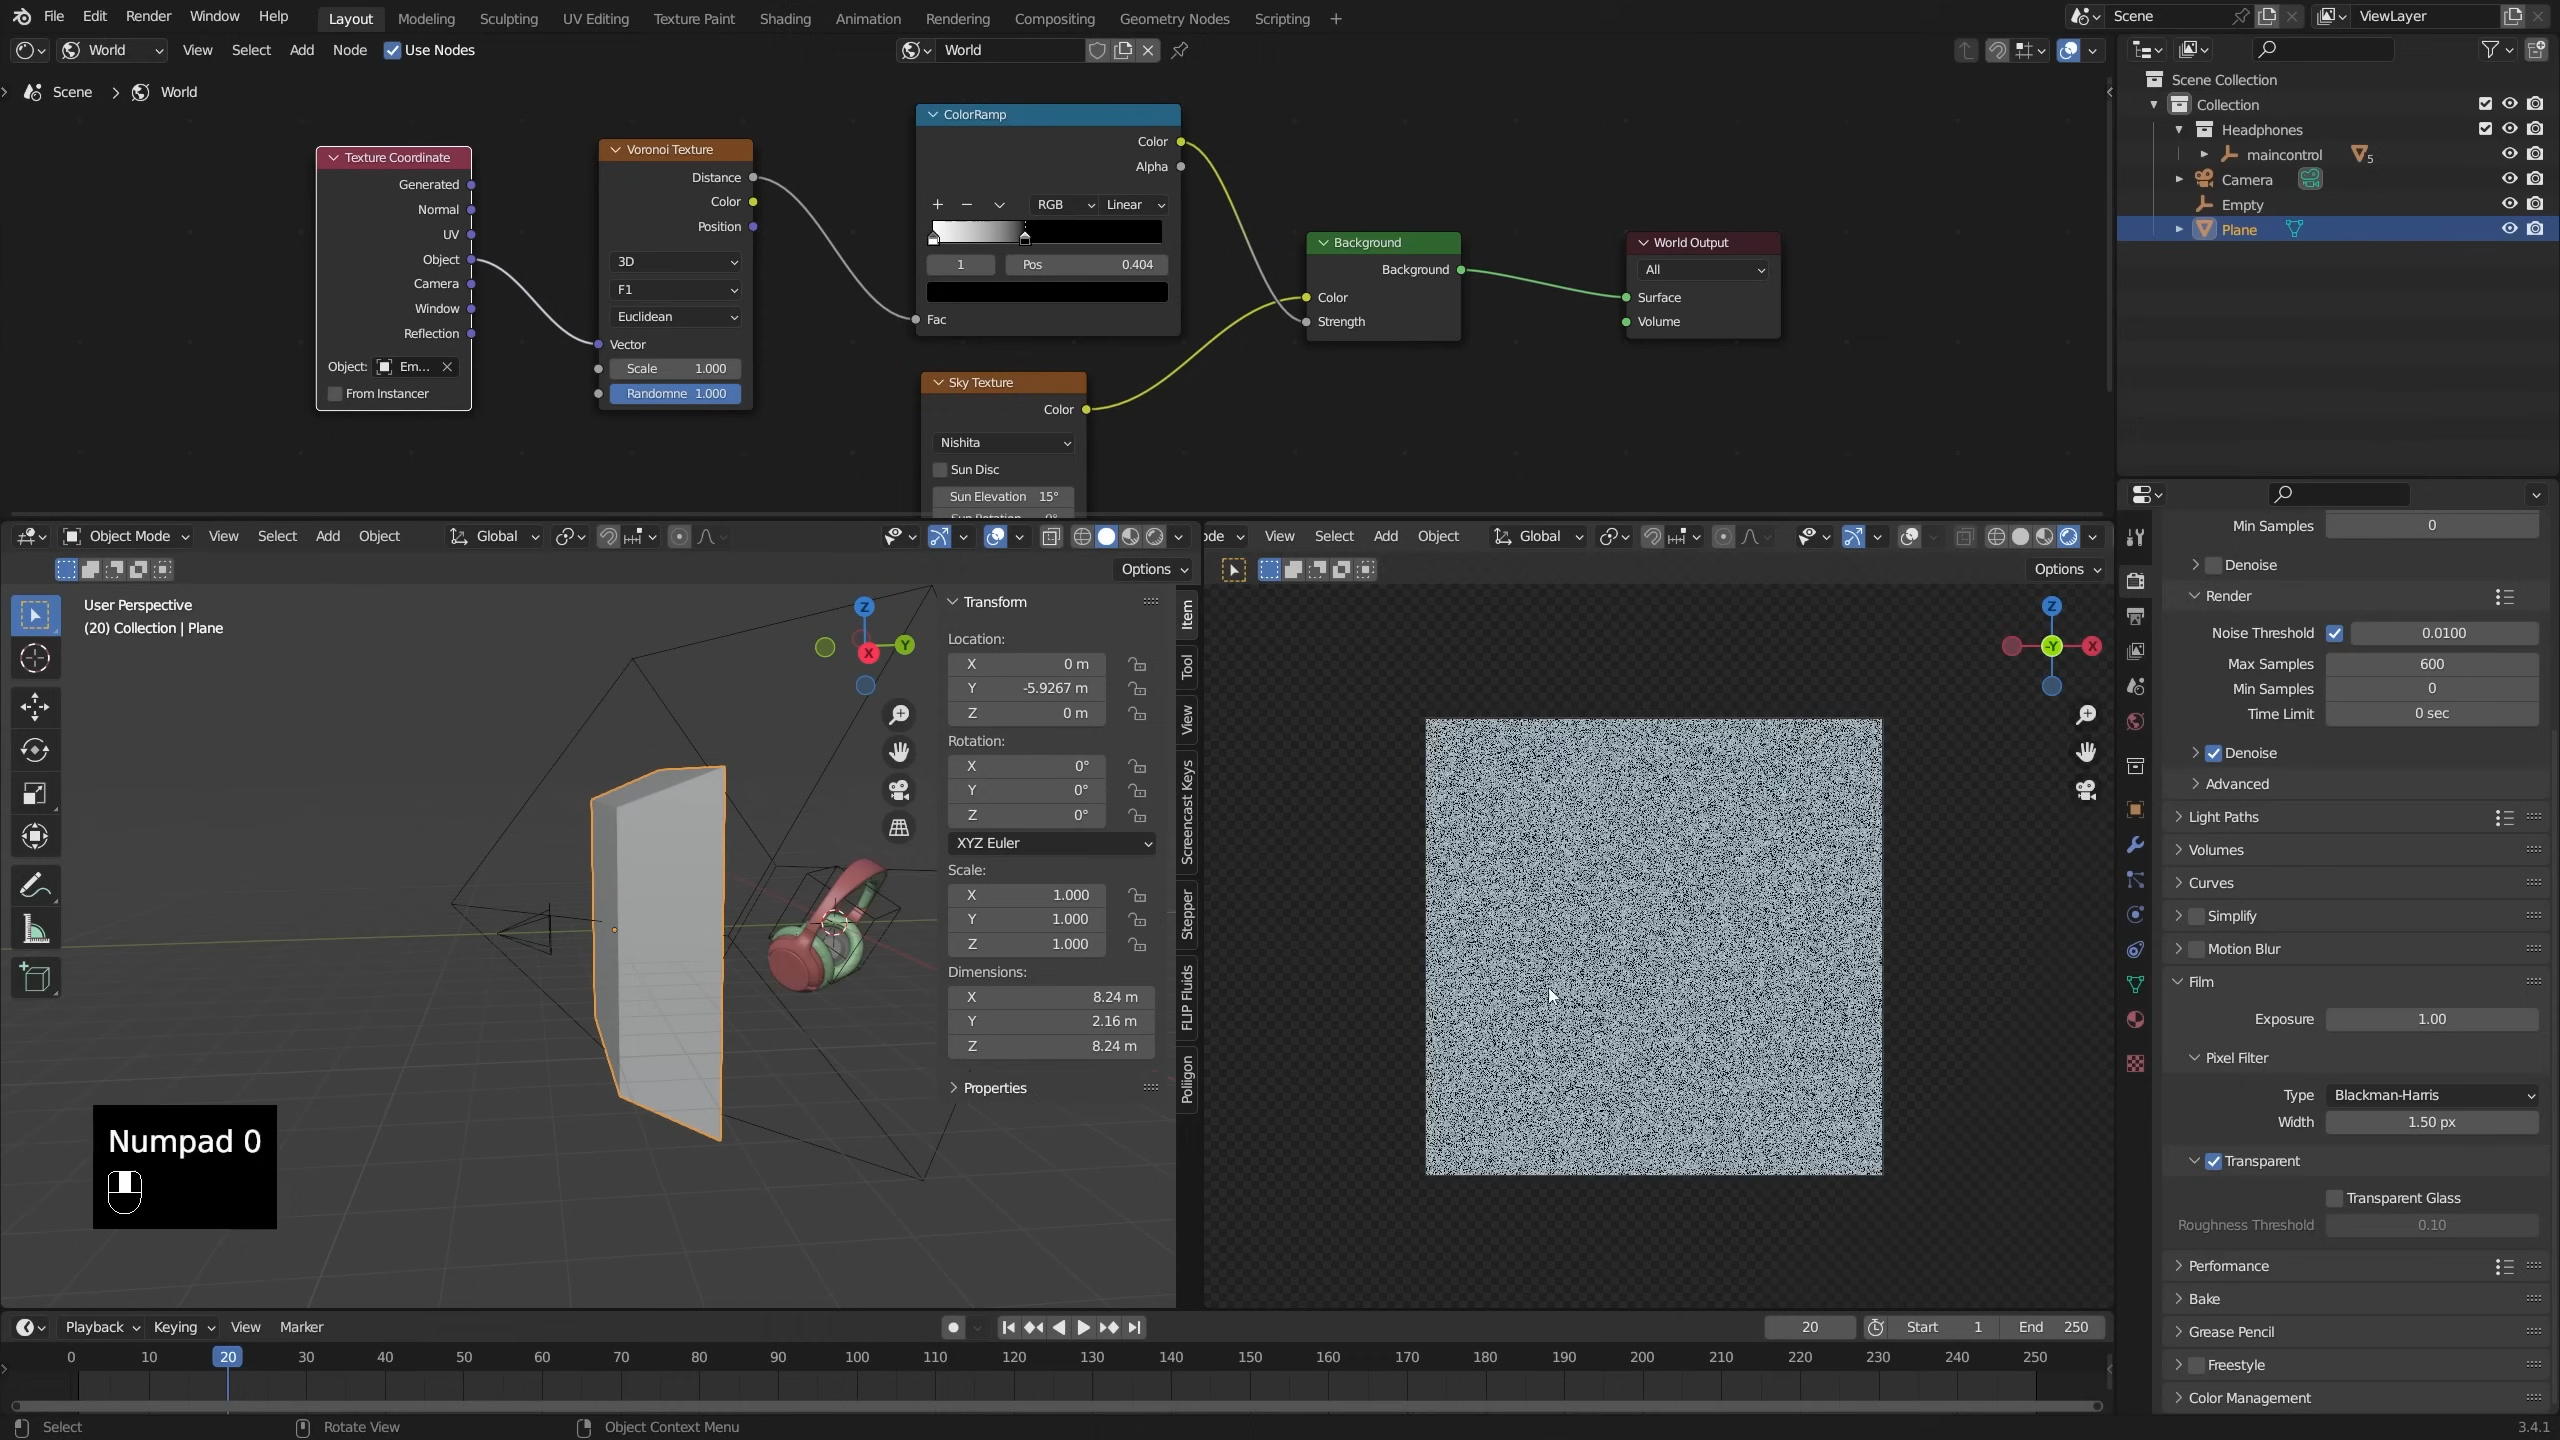 File Edit Render Window Help Layout Modeling Sculpting UV Editing Texture Paint Shading Animation Rendering Compositing Geometry Nodes Scripting +
Scene
ViewLayer
World
View Select Add Node Use Nodes
World
Scene > World
Texture Coordinate
Generated
Normal
UV
Object
Camera
Window
Reflection
Object: Em...
From Instancer
Voronoi Texture
Distance
Color
Position
3D
F1
Euclidean
Vector
Scale 1.000
Randomne 1.000
ColorRamp
Color
Alpha
RGB Linear
1 Pos 0.404
Fac
Sky Texture
Color
Nishita
Sun Disc
Sun Elevation 15°
Background
Background
Color
Strength
World Output
All
Surface
Volume
Scene Collection
Collection
Headphones
maincontrol 5
Camera
Empty
Plane
Object Mode View Select Add Object Global
Options
User Perspective
(20) Collection | Plane
Z
Y
X
Transform
Location:
X 0 m
Y -5.9267 m
Z 0 m
Rotation:
X 0°
Y 0°
Z 0°
XYZ Euler
Scale:
X 1.000
Y 1.000
Z 1.000
Dimensions:
X 8.24 m
Y 2.16 m
Z 8.24 m
Properties
Item
Tool
View
Screencast Keys
Stepper
FLIP Fluids
Poliigon
Numpad 0
ode View Select Add Object Global
Options
Z
-Y
X
Min Samples 0
Denoise
Render
Noise Threshold 0.0100
Max Samples 600
Min Samples 0
Time Limit 0 sec
Denoise
Advanced
Light Paths
Volumes
Curves
Simplify
Motion Blur
Film
Exposure 1.00
Pixel Filter
Type Blackman-Harris
Width 1.50 px
Transparent
Transparent Glass
Roughness Threshold 0.10
Performance
Bake
Grease Pencil
Freestyle
Color Management
Playback Keying View Marker
20 Start 1 End 250
0 10 20 30 40 50 60 70 80 90 100 110 120 130 140 150 160 170 180 190 200 210 220 230 240 250
Select Rotate View Object Context Menu
3.4.1